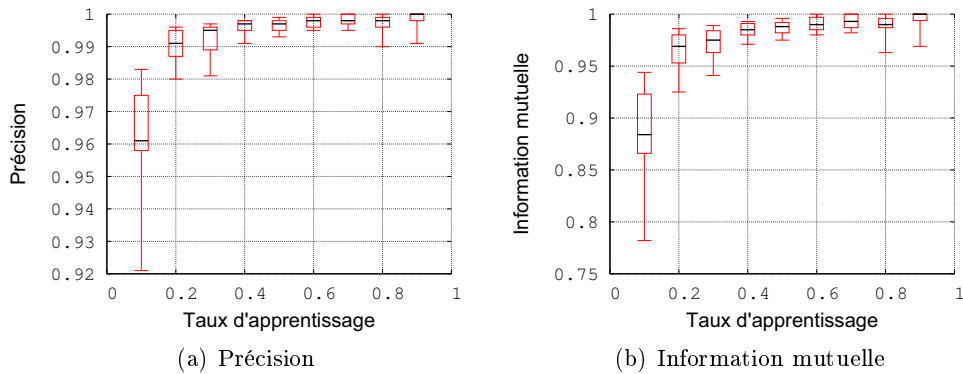 1
0.99
0.98
0.97
0.96
0.95
0.94
0.93
0.92
0 0.2 0.4 0.6 0.8 1
Précision
Taux d'apprentissage
(a) Précision
1
0.95
0.9
0.85
0.8
0.75
0 0.2 0.4 0.6 0.8 1
Information mutuelle
Taux d'apprentissage
(b) Information mutuelle